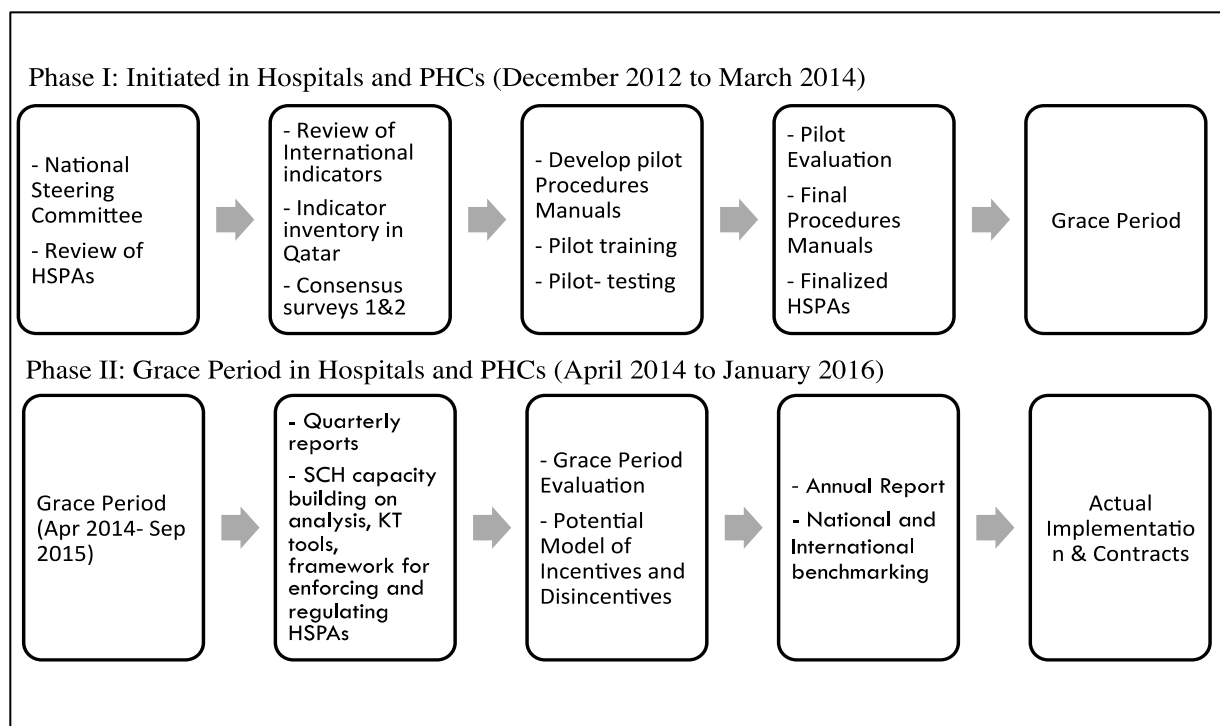 Phase I: Initiated in Hospitals and PHCs (December 2012 to March 2014)
- National
Steering
Committee
- Review of
HSPAs
- Review of
International
indicators
- Indicator
inventory in
Qatar
- Consensus
surveys 1&2
- Develop pilot
Procedures
Manuals
- Pilot training
- Pilot- testing
- Pilot
Evaluation
- Final
Procedures
Manuals
- Finalized
HSPAs
Grace Period
Phase II: Grace Period in Hospitals and PHCs (April 2014 to January 2016)
Grace Period
(Apr 2014- Sep
2015)
- Quarterly
reports
- SCH capacity
building on
analysis, KT
tools,
framework for
enforcing and
regulating
HSPAs
- Grace Period
Evaluation
- Potential
Model of
Incentives and
Disincentives
- Annual Report
- National and
International
benchmarking
Actual
Implementatio
n & Contracts